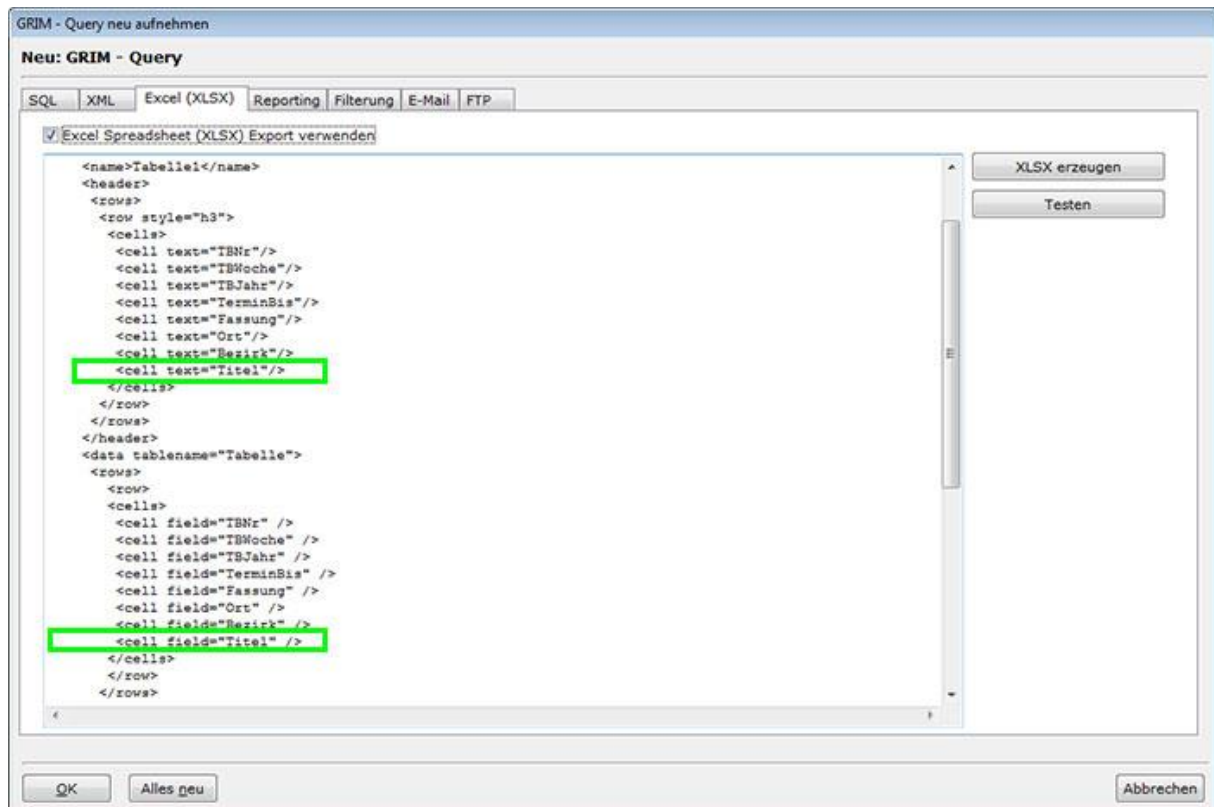 GRIM - Query neu aufnehmen
Neu: GRIM - Query
SQL XML Excel (XLSX) Reporting Filterung E-Mail FTP
Excel Spreadsheet (XLSX) Export verwenden
<name>Tabelle1</name>
XLSX erzeugen
<header>
<rows>
<row style="h3">
Testen
<cells>
<cell text="TBNr"/>
<cell text="TBWoche"/>
<cell text="TBJahr"/>
<cell text="TerminBis"/>
<cell text="Fassung"/>
<cell text="Ort"/>
<cell text="Bezirk"/>
<cell text="Titel"/>
</cells>
</row>
</rows>
</header>
<data tablename="Tabelle">
<rows>
<row>
<cells>
<cell field="TBNr" />
<cell field="TBWoche" />
<cell field="TBJahr" />
<cell field="TerminBis" />
<cell field="Fassung" />
<cell field="Ort" />
<cell field="Bezirk" />
<cell field="Titel" />
</cells>
</row>
</rows>
OK Alles neu Abbrechen